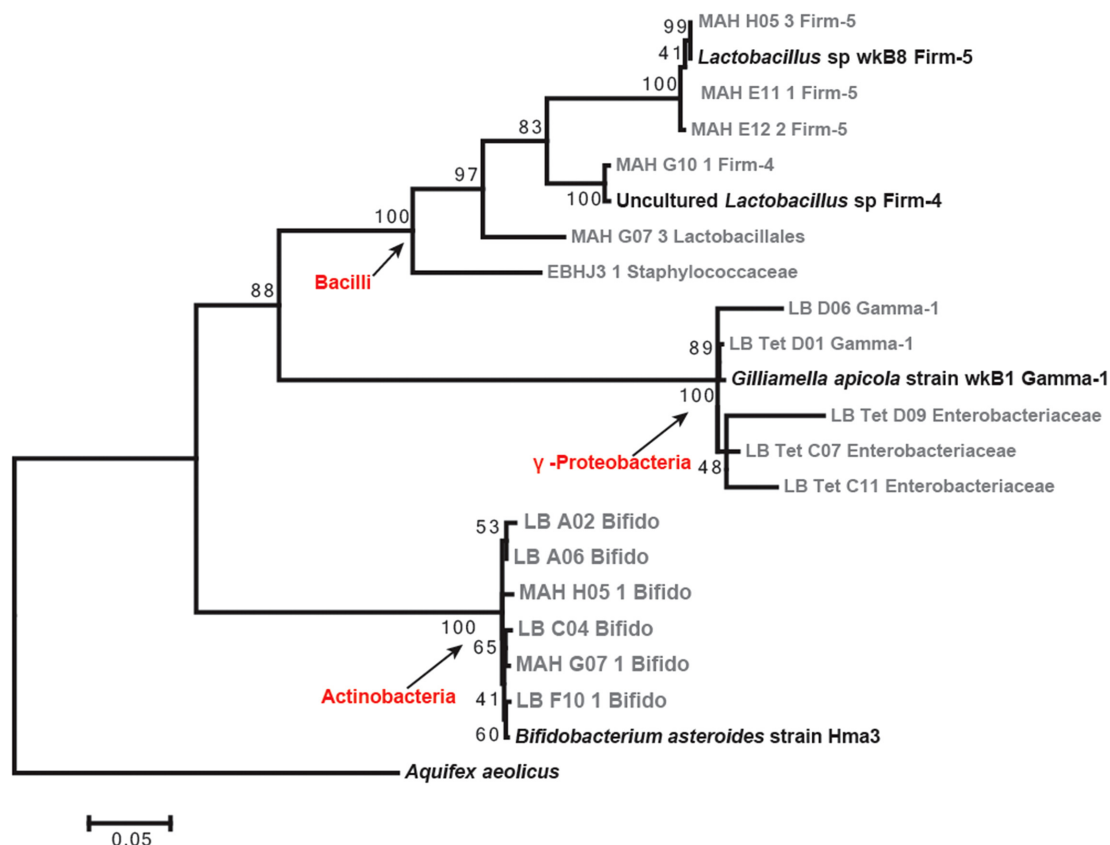 99
MAH H05 3 Firm-5
41
Lactobacillus sp wkB8 Firm-5
100
MAH E11 1 Firm-5
83
MAH E12 2 Firm-5
97
MAH G10 1 Firm-4
100
Uncultured Lactobacillus sp Firm-4
100
MAH G07 3 Lactobacillales
Bacilli
EBHJ3 1 Staphylococcaceae
88
LB D06 Gamma-1
89
LB Tet D01 Gamma-1
Gilliamella apicola strain wkB1 Gamma-1
100
LB Tet D09 Enterobacteriaceae
γ -Proteobacteria
LB Tet C07 Enterobacteriaceae
48
LB Tet C11 Enterobacteriaceae
53
LB A02 Bifido
LB A06 Bifido
MAH H05 1 Bifido
100
LB C04 Bifido
65
MAH G07 1 Bifido
Actinobacteria
41
LB F10 1 Bifido
60
Bifidobacterium asteroides strain Hma3
Aquifex aeolicus
0.05